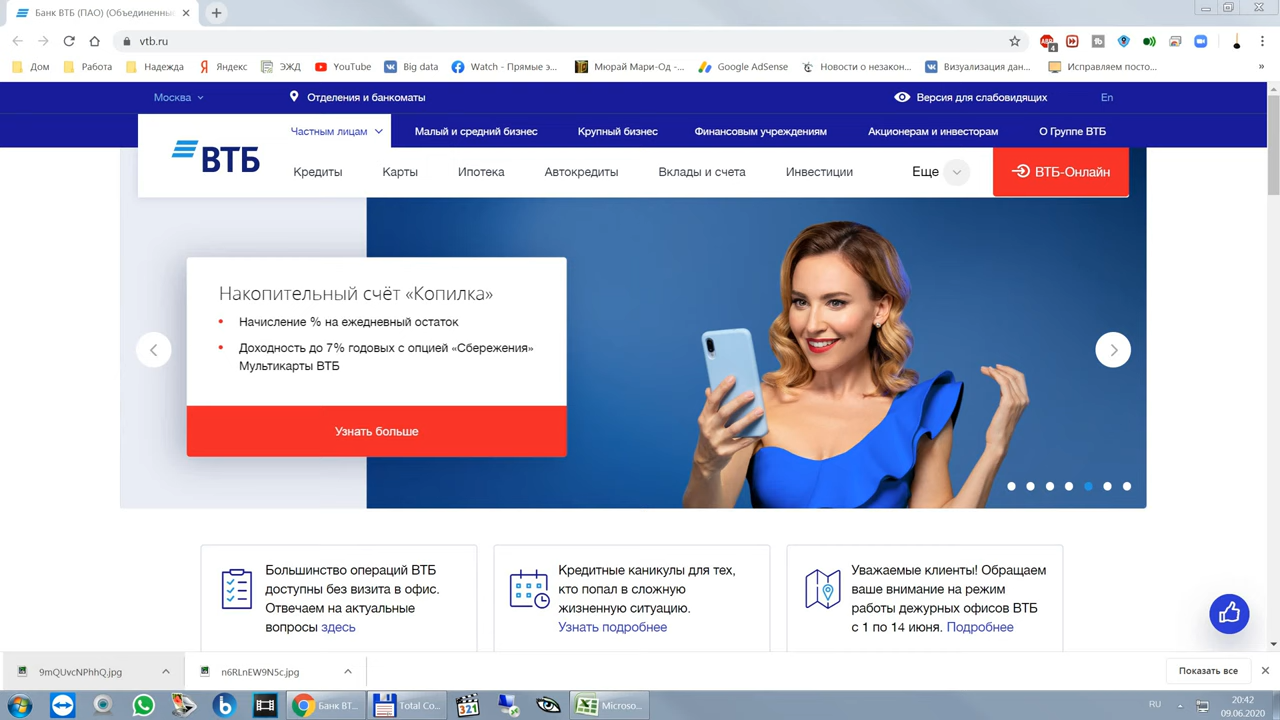 Банк ВТБ (ПАО) (Объединенны
vtb.ru
4
Дом
Работа
Надежда
Яндекс
ЭЖД
YouTube
Big data
Watch - Прямые э...
Мюрай Мари-Од -...
Google AdSense
Новости о незакон...
Визуализация дан...
Исправляем посто...
»
Москва
Отделения и банкоматы
Версия для слабовидящих
En
Частным лицам
Малый и средний бизнес
Крупный бизнес
Финансовым учреждениям
Акционерам и инвесторам
О Группе ВТБ
ВТБ
Кредиты
Карты
Ипотека
Автокредиты
Вклады и счета
Инвестиции
Еще
ВТБ-Онлайн
Накопительный счёт «Копилка»
Начисление % на ежедневный остаток
Доходность до 7% годовых с опцией «Сбережения»
Мультикарты ВТБ
Узнать больше
Большинство операций ВТБ
доступны без визита в офис.
Отвечаем на актуальные
вопросы здесь
Кредитные каникулы для тех,
кто попал в сложную
жизненную ситуацию.
Узнать подробнее
Уважаемые клиенты! Обращаем
ваше внимание на режим
работы дежурных офисов ВТБ
с 1 по 14 июня. Подробнее
9mQUvcNPhhQ.jpg
n6RLnEW9N5c.jpg
Показать все
Банк ВТ...
Total Co...
321
Microso...
RU
20:42
09.06.2020